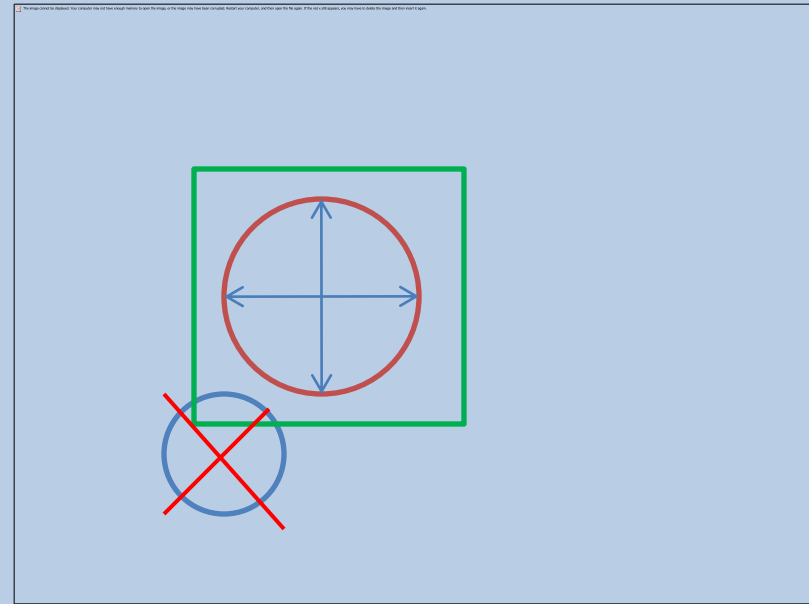 The image cannot be displayed. Your computer may not have enough memory to open the image, or the image may have been corrupted. Restart your computer, and then open the file again. If the red x still appears, you may have to delete the image and then insert it again.